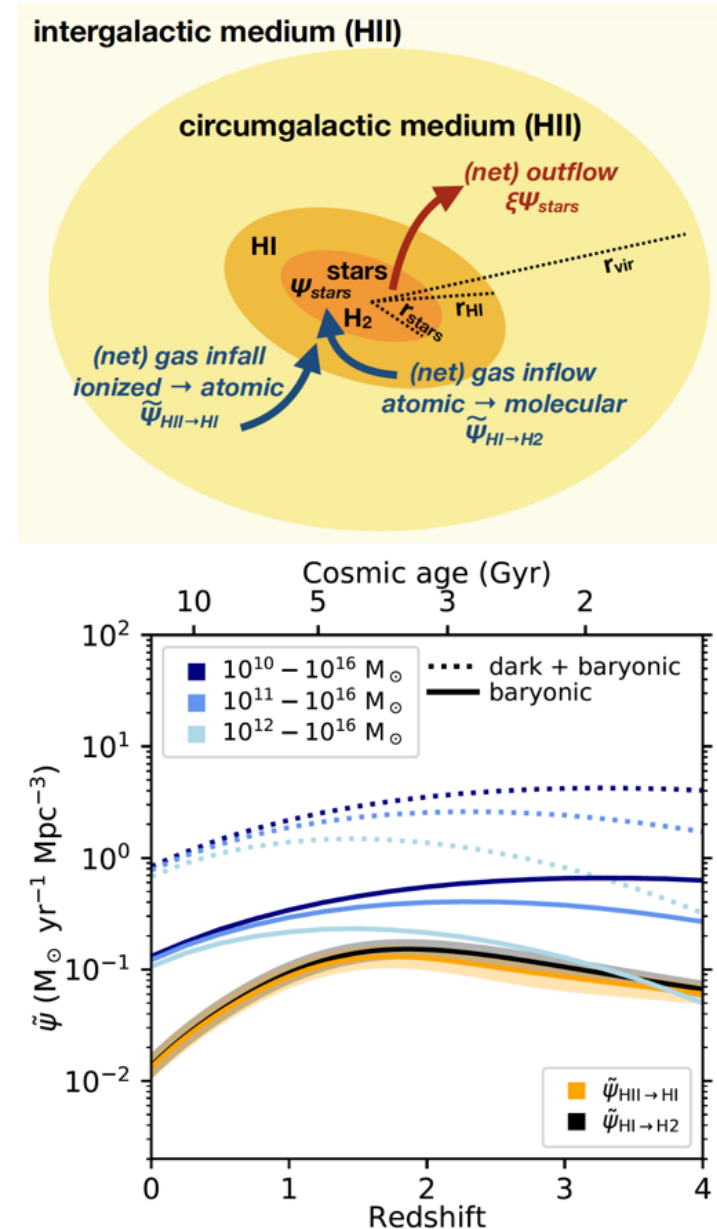 intergalactic medium (HII)
circumgalactic medium (HII)
(net) outflow
ξΨstars
HI
stars
Ψstars
H₂
rvir
rHI
rstars
(net) gas infall
ionized → atomic
Ψ̃HII→HI
(net) gas inflow
atomic → molecular
Ψ̃HI→H2
Cosmic age (Gyr)
10 5 3 2
10² 
10¹⁰ − 10¹⁶ M⊙
10¹¹ − 10¹⁶ M⊙
10¹² − 10¹⁶ M⊙
dark + baryonic
baryonic
10¹
10⁰
10⁻¹
10⁻²
ψ̃ (M⊙ yr⁻¹ Mpc⁻³)
ψ̃HII→HI
ψ̃HI→H2
0 1 2 3 4
Redshift